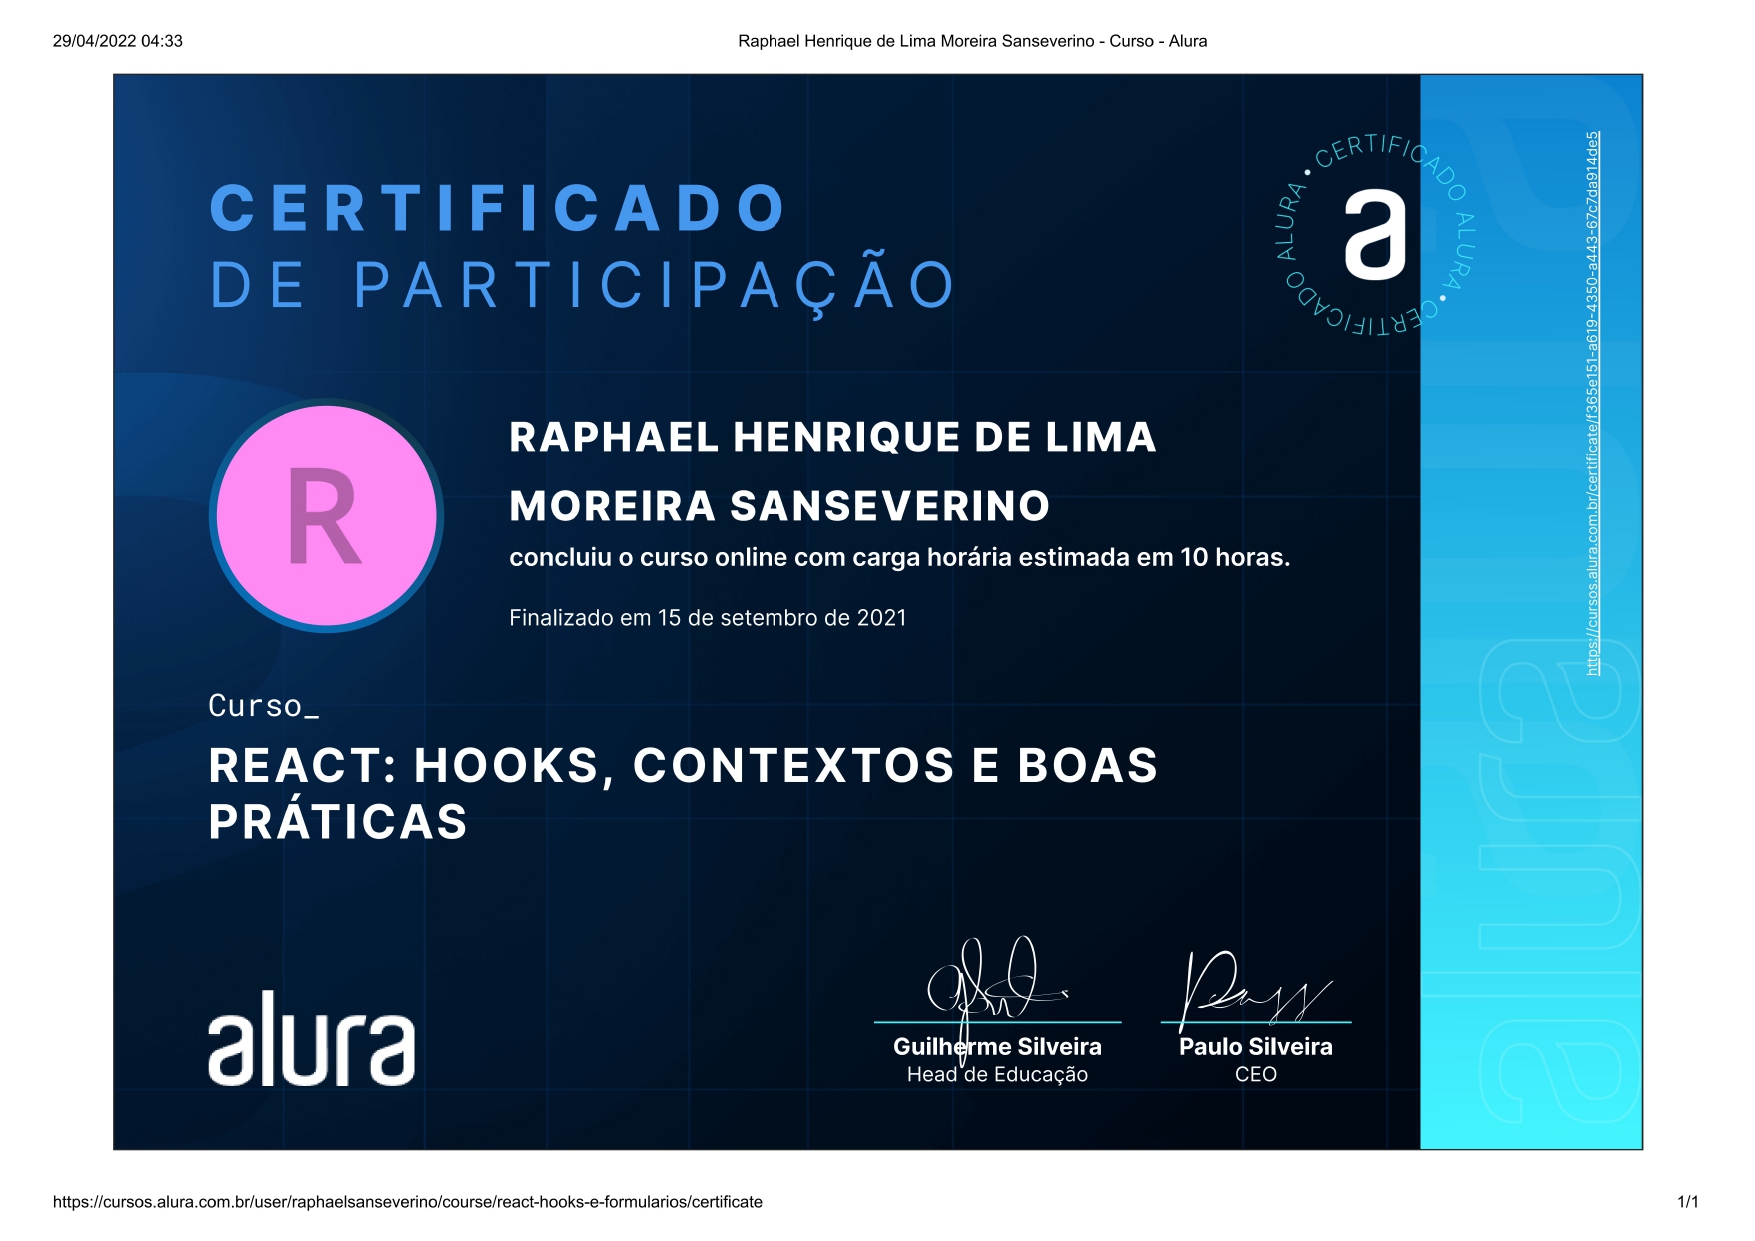 29/04/2022 04:33
Raphael Henrique de Lima Moreira Sanseverino - Curso - Alura
CERTIFICADO
DE PARTICIPAÇÃO
CERTIFICADO ALURA • CERTIFICADO ALURA •
a
https://cursos.alura.com.br/certificate/f365e151-a619-4350-a443-67c7da914de5
R
RAPHAEL HENRIQUE DE LIMA
MOREIRA SANSEVERINO
concluiu o curso online com carga horária estimada em 10 horas.
Finalizado em 15 de setembro de 2021
Curso_
REACT: HOOKS, CONTEXTOS E BOAS
PRÁTICAS
alura
Guilherme Silveira
Head de Educação
Paulo Silveira
CEO
alura
https://cursos.alura.com.br/user/raphaelsanseverino/course/react-hooks-e-formularios/certificate
1/1